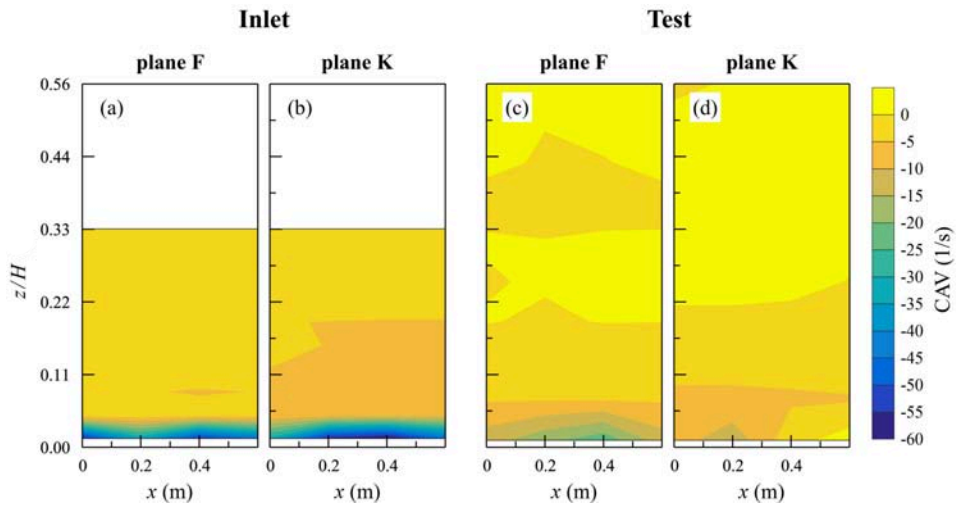 Inlet Test
plane F plane K plane F plane K
(a) (b) (c) (d)
0.56
0.44
0.33
0.22
0.11
0.00
z/H
0 0.2 0.4 0 0.2 0.4 0 0.2 0.4 0 0.2 0.4
x (m) x (m) x (m) x (m)
0
-5
-10
-15
-20
-25
-30
-35
-40
-45
-50
-55
-60
CAV (1/s)